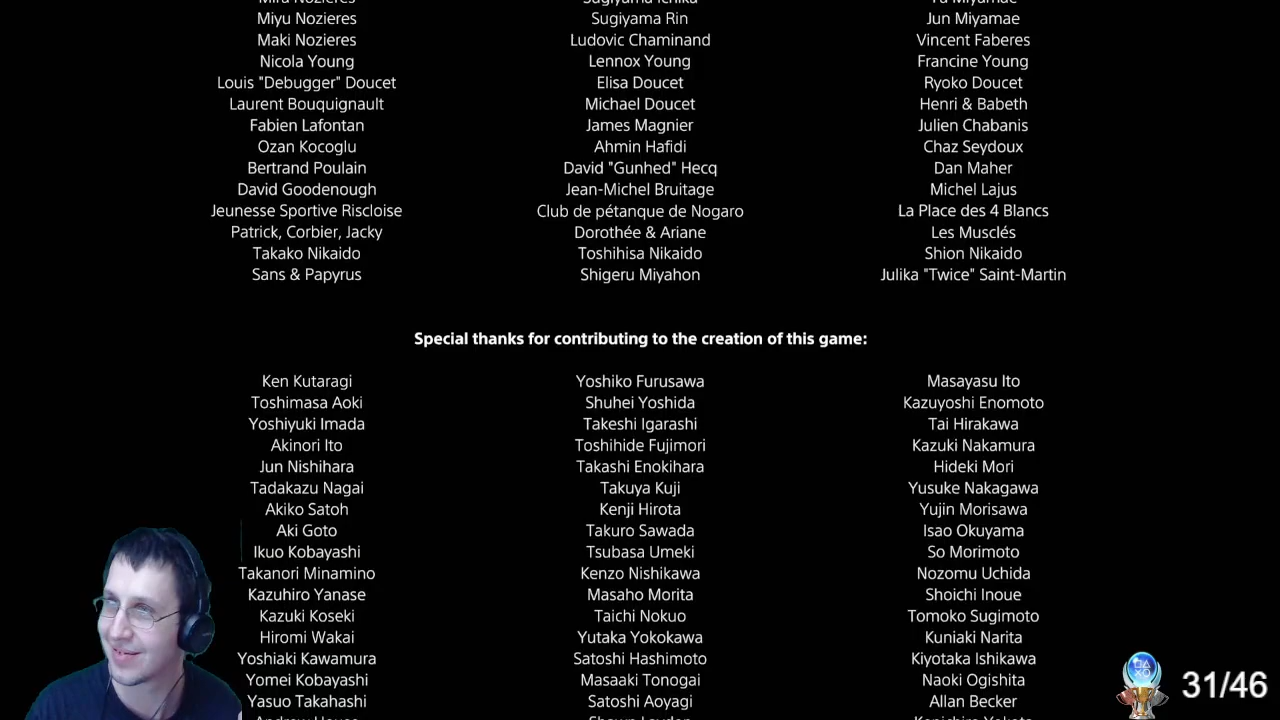 Miru Nozieres Sugiyama Ichika Yu Miyamae
Miyu Nozieres Sugiyama Rin Jun Miyamae
Maki Nozieres Ludovic Chaminand Vincent Faberes
Nicola Young Lennox Young Francine Young
Louis "Debugger" Doucet Elisa Doucet Ryoko Doucet
Laurent Bouquignault Michael Doucet Henri & Babeth
Fabien Lafontan James Magnier Julien Chabanis
Ozan Kocoglu Ahmin Hafidi Chaz Seydoux
Bertrand Poulain David "Gunhed" Hecq Dan Maher
David Goodenough Jean-Michel Bruitage Michel Lajus
Jeunesse Sportive Riscloise Club de pétanque de Nogaro La Place des 4 Blancs
Patrick, Corbier, Jacky Dorothée & Ariane Les Musclés
Takako Nikaido Toshihisa Nikaido Shion Nikaido
Sans & Papyrus Shigeru Miyahon Julika "Twice" Saint-Martin
Special thanks for contributing to the creation of this game:
Ken Kutaragi Yoshiko Furusawa Masayasu Ito
Toshimasa Aoki Shuhei Yoshida Kazuyoshi Enomoto
Yoshiyuki Imada Takeshi Igarashi Tai Hirakawa
Akinori Ito Toshihide Fujimori Kazuki Nakamura
Jun Nishihara Takashi Enokihara Hideki Mori
Tadakazu Nagai Takuya Kuji Yusuke Nakagawa
Akiko Satoh Kenji Hirota Yujin Morisawa
Aki Goto Takuro Sawada Isao Okuyama
Ikuo Kobayashi Tsubasa Umeki So Morimoto
Takanori Minamino Kenzo Nishikawa Nozomu Uchida
Kazuhiro Yanase Masaho Morita Shoichi Inoue
Kazuki Koseki Taichi Nokuo Tomoko Sugimoto
Hiromi Wakai Yutaka Yokokawa Kuniaki Narita
Yoshiaki Kawamura Satoshi Hashimoto Kiyotaka Ishikawa
Yomei Kobayashi Masaaki Tonogai Naoki Ogishita
Yasuo Takahashi Satoshi Aoyagi Allan Becker
31/46